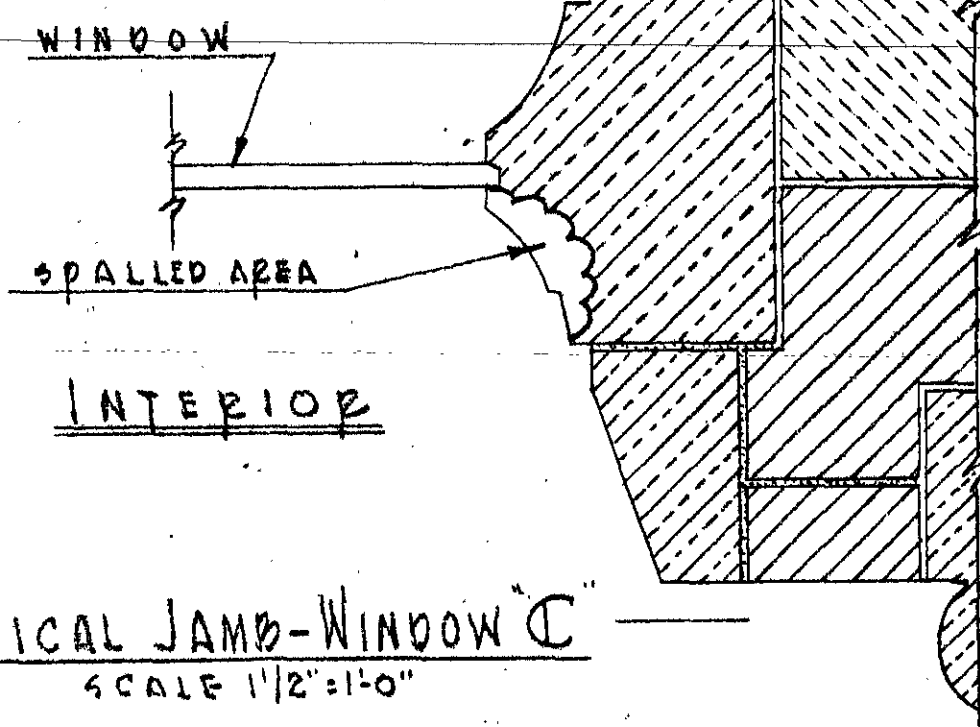 WINDOW
SPALLED AREA
INTERIOR
ICAL JAMB-WINDOW "C"
SCALE 1 1/2"=1'-0"